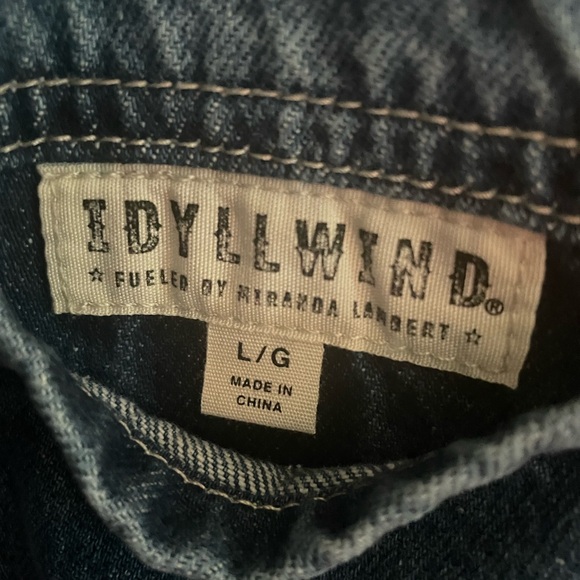 IDYLLWIND®
☆ FUELED BY MIRANDA LAMBERT ☆
L/G
MADE IN
CHINA